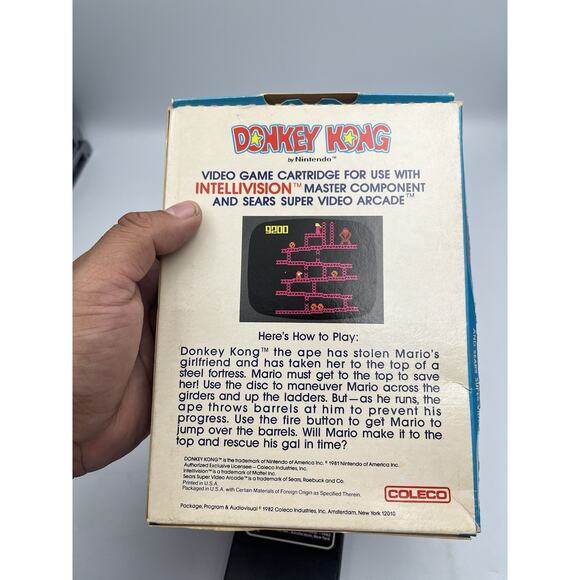 DONKEY KONG
by Nintendo™
VIDEO GAME CARTRIDGE FOR USE WITH
INTELLIVISION™ MASTER COMPONENT
AND SEARS SUPER VIDEO ARCADE™
9200
Here's How to Play:
Donkey Kong™ the ape has stolen Mario's
girlfriend and has taken her to the top of a
steel fortress. Mario must get to the top to save
her! Use the disc to maneuver Mario across the
girders and up the ladders. But—as he runs, the
ape throws barrels at him to prevent his
progress. Use the fire button to get Mario to
jump over the barrels. Will Mario make it to the
top and rescue his gal in time?
DONKEY KONG™ is the trademark of Nintendo of America Inc. © 1981 Nintendo of America Inc.
Authorized Exclusive Licensee – Coleco Industries, Inc.
Intellivision™ is a trademark of Mattel Inc.
Sears Super Video Arcade™ is a trademark of Sears, Roebuck and Co.
Printed in U.S.A.
Packaged in U.S.A. with Certain Materials of Foreign Origin as Specified Therein.
COLECO
Package, Program & Audiovisual © 1982 Coleco Industries, Inc. Amsterdam, New York 12010
Amsterdam, New York